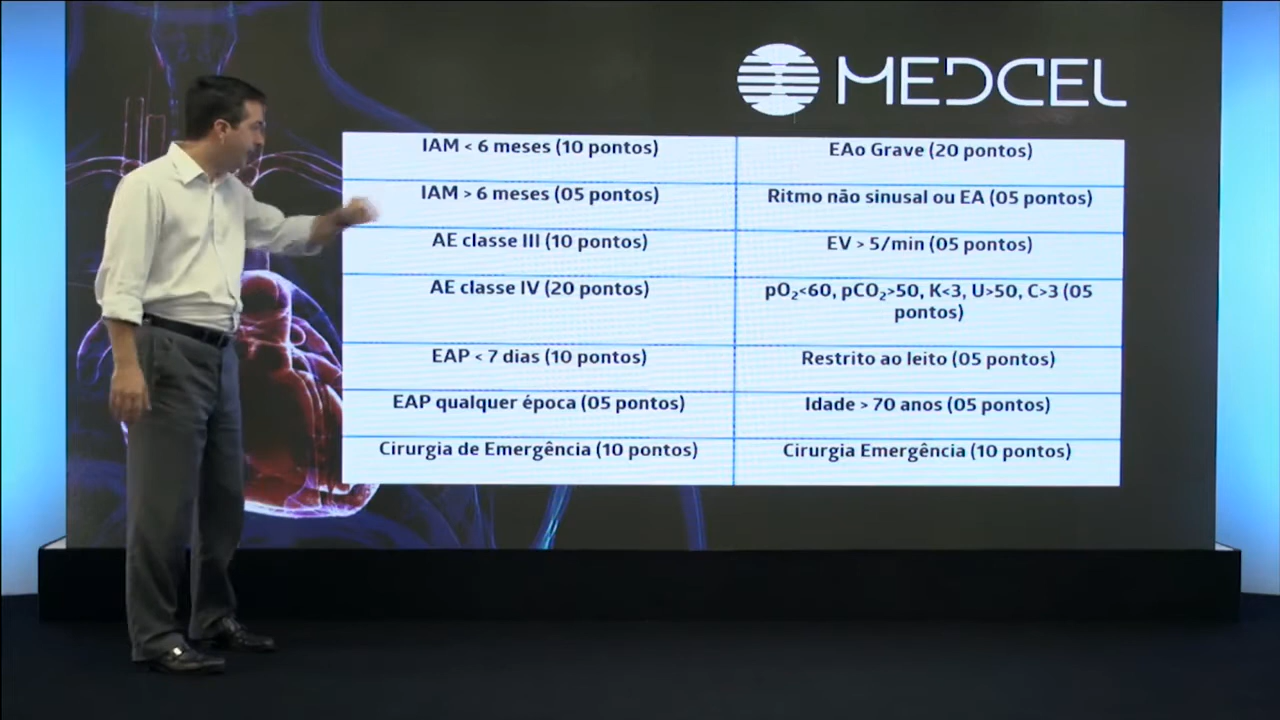 MEDCEL
IAM < 6 meses (10 pontos)
EAo Grave (20 pontos)
IAM > 6 meses (05 pontos)
Ritmo não sinusal ou EA (05 pontos)
AE classe III (10 pontos)
EV > 5/min (05 pontos)
AE classe IV (20 pontos)
pO₂<60, pCO₂>50, K<3, U>50, C>3 (05
pontos)
EAP < 7 dias (10 pontos)
Restrito ao leito (05 pontos)
EAP qualquer época (05 pontos)
Idade > 70 anos (05 pontos)
Cirurgia de Emergência (10 pontos)
Cirurgia Emergência (10 pontos)